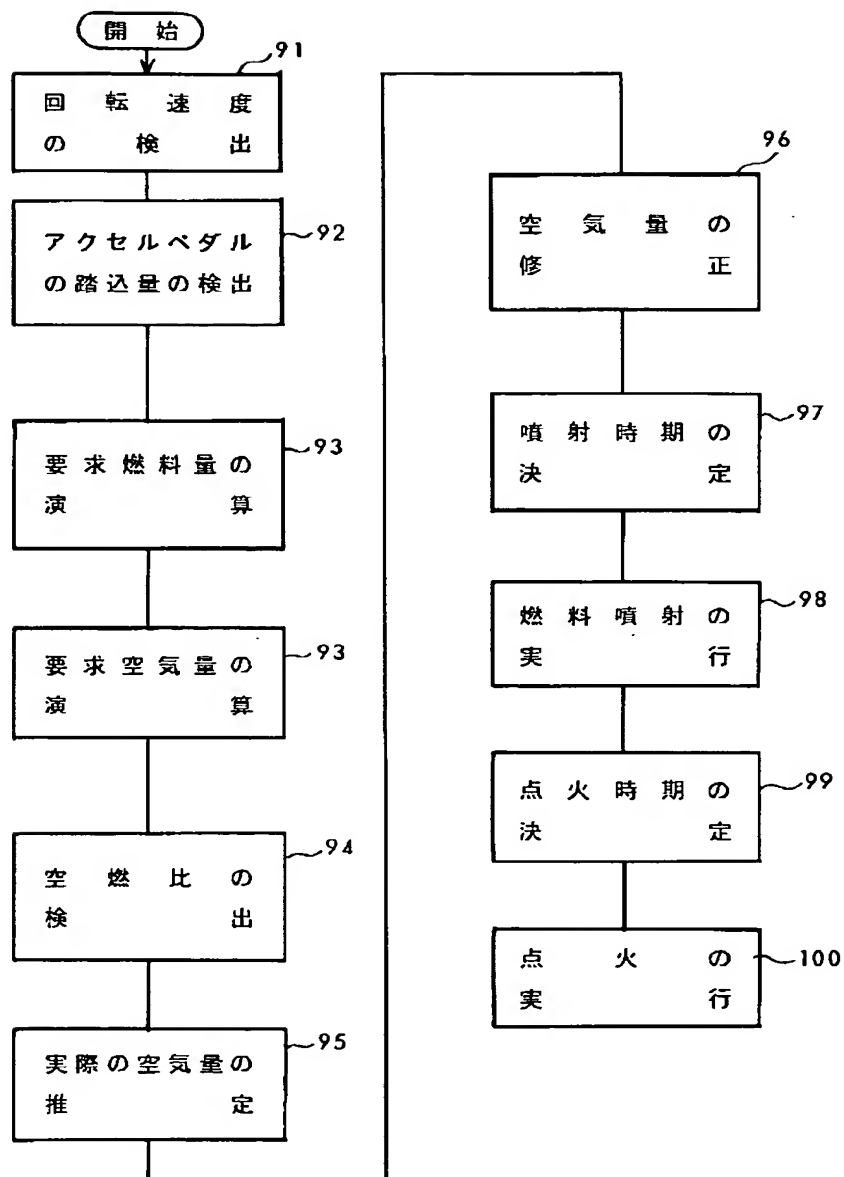 開始
91
回転速度
の検出
92
アクセルペダル
の踏込量の検出
93
要求燃料量の
演算
93
要求空気量の
演算
94
空燃比の
検出
95
実際の空気量の
推定
96
空気量の
修正
97
噴射時期の
決定
98
燃料噴射の
実行
99
点火時期の
決定
100
点火の
実行